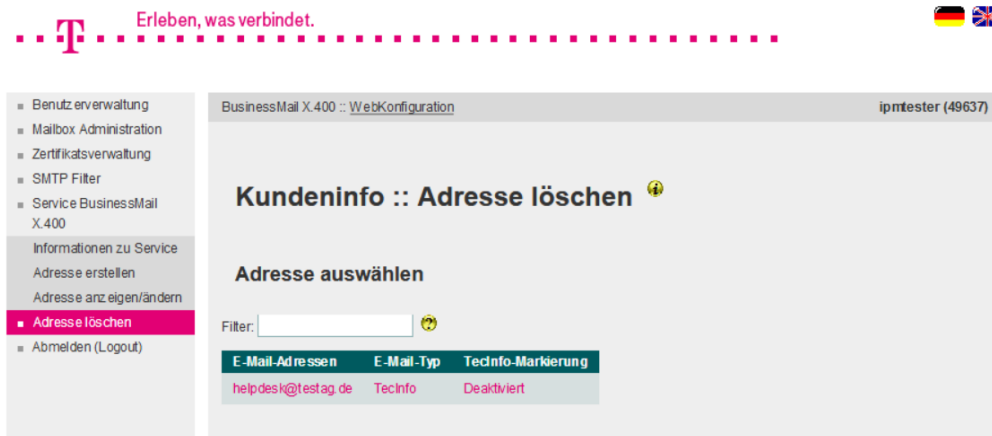 Erleben, was verbindet.
T
Benutzerverwaltung
Mailbox Administration
Zertifikatsverwaltung
SMTP Filter
Service BusinessMail
X.400
Informationen zu Service
Adresse erstellen
Adresse anzeigen/ändern
Adresse löschen
Abmelden (Logout)
BusinessMail X.400 :: WebKonfiguration
ipmtester (49637)
Kundeninfo :: Adresse löschen
Adresse auswählen
Filter:
E-Mail-Adressen E-Mail-Typ TecInfo-Markierung
helpdesk@testag.de TecInfo Deaktiviert